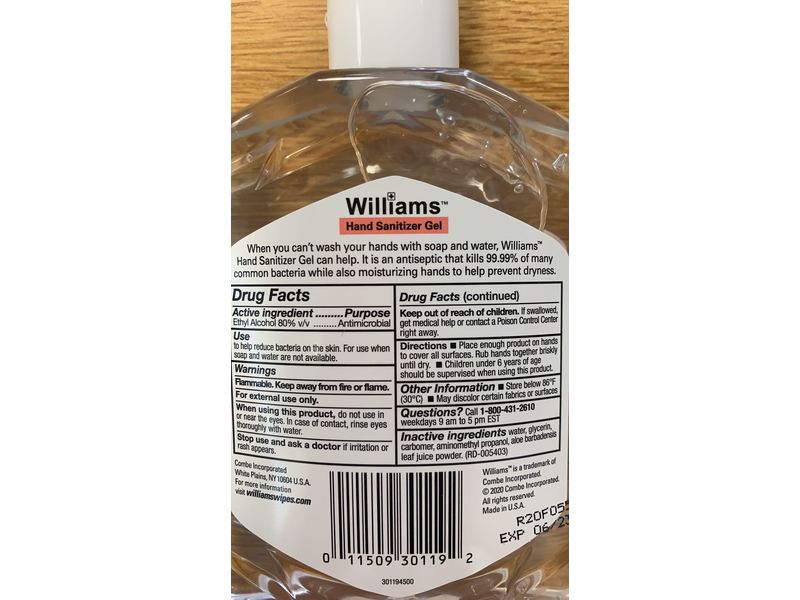 Williams™
Hand Sanitizer Gel
When you can't wash your hands with soap and water, Williams™
Hand Sanitizer Gel can help. It is an antiseptic that kills 99.99% of many
common bacteria while also moisturizing hands to help prevent dryness.
Drug Facts
Active ingredient .........Purpose
Ethyl Alcohol 80% v/v ........Antimicrobial
Use
to help reduce bacteria on the skin. For use when
soap and water are not available.
Warnings
Flammable. Keep away from fire or flame.
For external use only.
When using this product, do not use in
or near the eyes. In case of contact, rinse eyes
thoroughly with water.
Stop use and ask a doctor if irritation or
rash appears.
Drug Facts (continued)
Keep out of reach of children. If swallowed,
get medical help or contact a Poison Control Center
right away.
Directions ■ Place enough product on hands
to cover all surfaces. Rub hands together briskly
until dry. ■ Children under 6 years of age
should be supervised when using this product.
Other Information ■ Store below 86°F
(30°C) ■ May discolor certain fabrics or surfaces
Questions? Call 1-800-431-2610
weekdays 9 am to 5 pm EST
Inactive ingredients water, glycerin,
carbomer, aminomethyl propanol, aloe barbadensis
leaf juice powder. (RD-005403)
Combe Incorporated
White Plains, NY 10604 U.S.A.
For more information
visit williamswipes.com
0 11509 30119 2
301194500
Williams™ is a trademark of
Combe Incorporated.
© 2020 Combe Incorporated.
All rights reserved.
Made in U.S.A.
R20F055
EXP 06/23